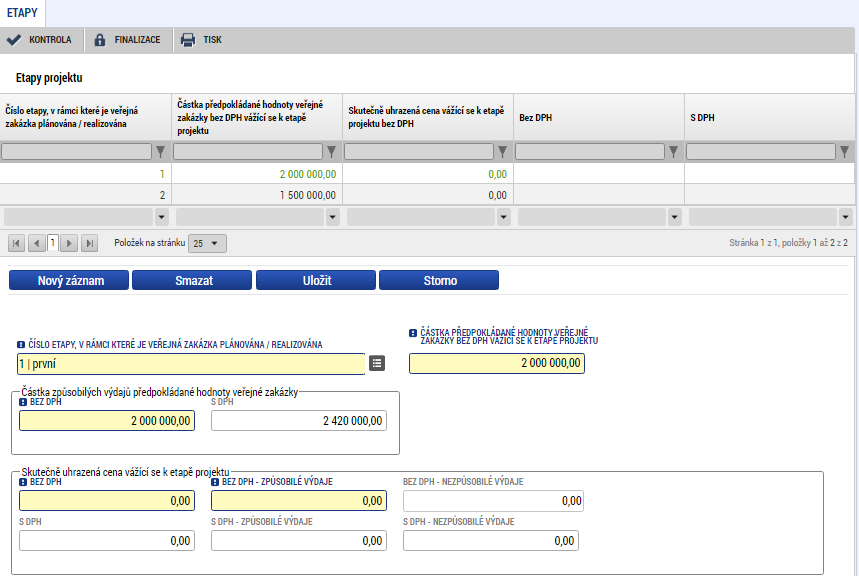 ETAPY
KONTROLA FINALIZACE TISK
Etapy projektu
Číslo etapy, v rámci které je veřejná
zakázka plánována / realizována
Částka předpokládané hodnoty veřejné
zakázky bez DPH vážící se k etapě
projektu
Skutečně uhrazená cena vážící se k etapě
projektu bez DPH
Bez DPH
S DPH
1 2 000 000,00 0,00
2 1 500 000,00 0,00
1 Položek na stránku 25 Stránka 1 z 1, položky 1 až 2 z 2
Nový záznam Smazat Uložit Storno
ČÍSLO ETAPY, V RÁMCI KTERÉ JE VEŘEJNÁ ZAKÁZKA PLÁNOVÁNA / REALIZOVÁNA
1 | první
ČÁSTKA PŘEDPOKLÁDANÉ HODNOTY VEŘEJNÉ
ZAKÁZKY BEZ DPH VÁŽÍCÍ SE K ETAPĚ PROJEKTU
2 000 000,00
Částka způsobilých výdajů předpokládané hodnoty veřejné zakázky
BEZ DPH S DPH
2 000 000,00 2 420 000,00
Skutečně uhrazená cena vážící se k etapě projektu
BEZ DPH BEZ DPH - ZPŮSOBILÉ VÝDAJE BEZ DPH - NEZPŮSOBILÉ VÝDAJE
0,00 0,00 0,00
S DPH S DPH - ZPŮSOBILÉ VÝDAJE S DPH - NEZPŮSOBILÉ VÝDAJE
0,00 0,00 0,00